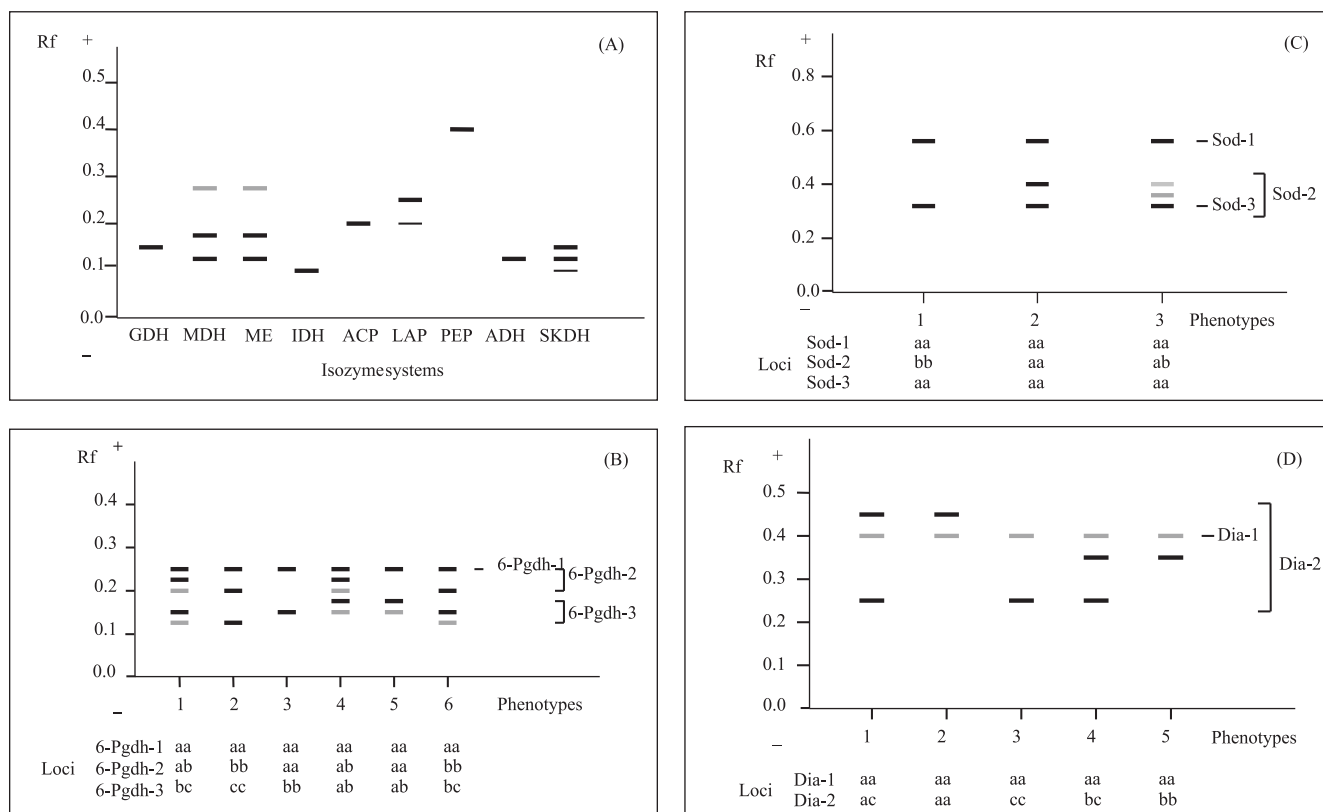 Rf +
(A)
0.5
0.4
0.3
0.2
0.1
0.0
−
GDH MDH ME IDH ACP LAP PEP ADH SKDH
Isozymesystems
Rf +
(B)
0.4
0.3
0.2
0.1
0.0
−
6-Pgdh-1
6-Pgdh-2
6-Pgdh-3
1 2 3 4 5 6 Phenotypes
6-Pgdh-1 aa aa aa aa aa aa
Loci 6-Pgdh-2 ab bb aa ab aa bb
6-Pgdh-3 bc cc bb ab ab bc
Rf +
(C)
0.8
0.6
0.4
0.2
0.0
−
Sod-1
Sod-2
Sod-3
1 2 3 Phenotypes
Sod-1 aa aa aa
Loci Sod-2 bb aa ab
Sod-3 aa aa aa
Rf +
(D)
0.5
0.4
0.3
0.2
0.1
0.0
−
Dia-1
Dia-2
1 2 3 4 5 Phenotypes
Dia-1 aa aa aa aa aa
Loci Dia-2 ac aa cc bc bb